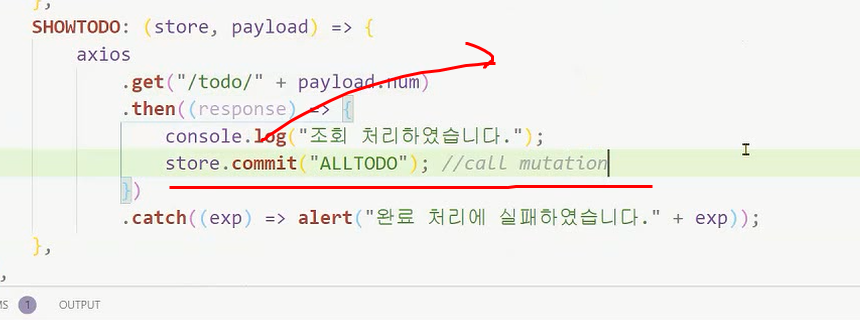 },
SHOWTODO: (store, payload) => {
axios
.get("/todo/" + payload.num)
.then((response) => {
console.log("조회 처리하였습니다.");
store.commit("ALLTODO"); //call mutation
})
.catch((exp) => alert("완료 처리에 실패하였습니다." + exp));
},
,
MS 1 OUTPUT